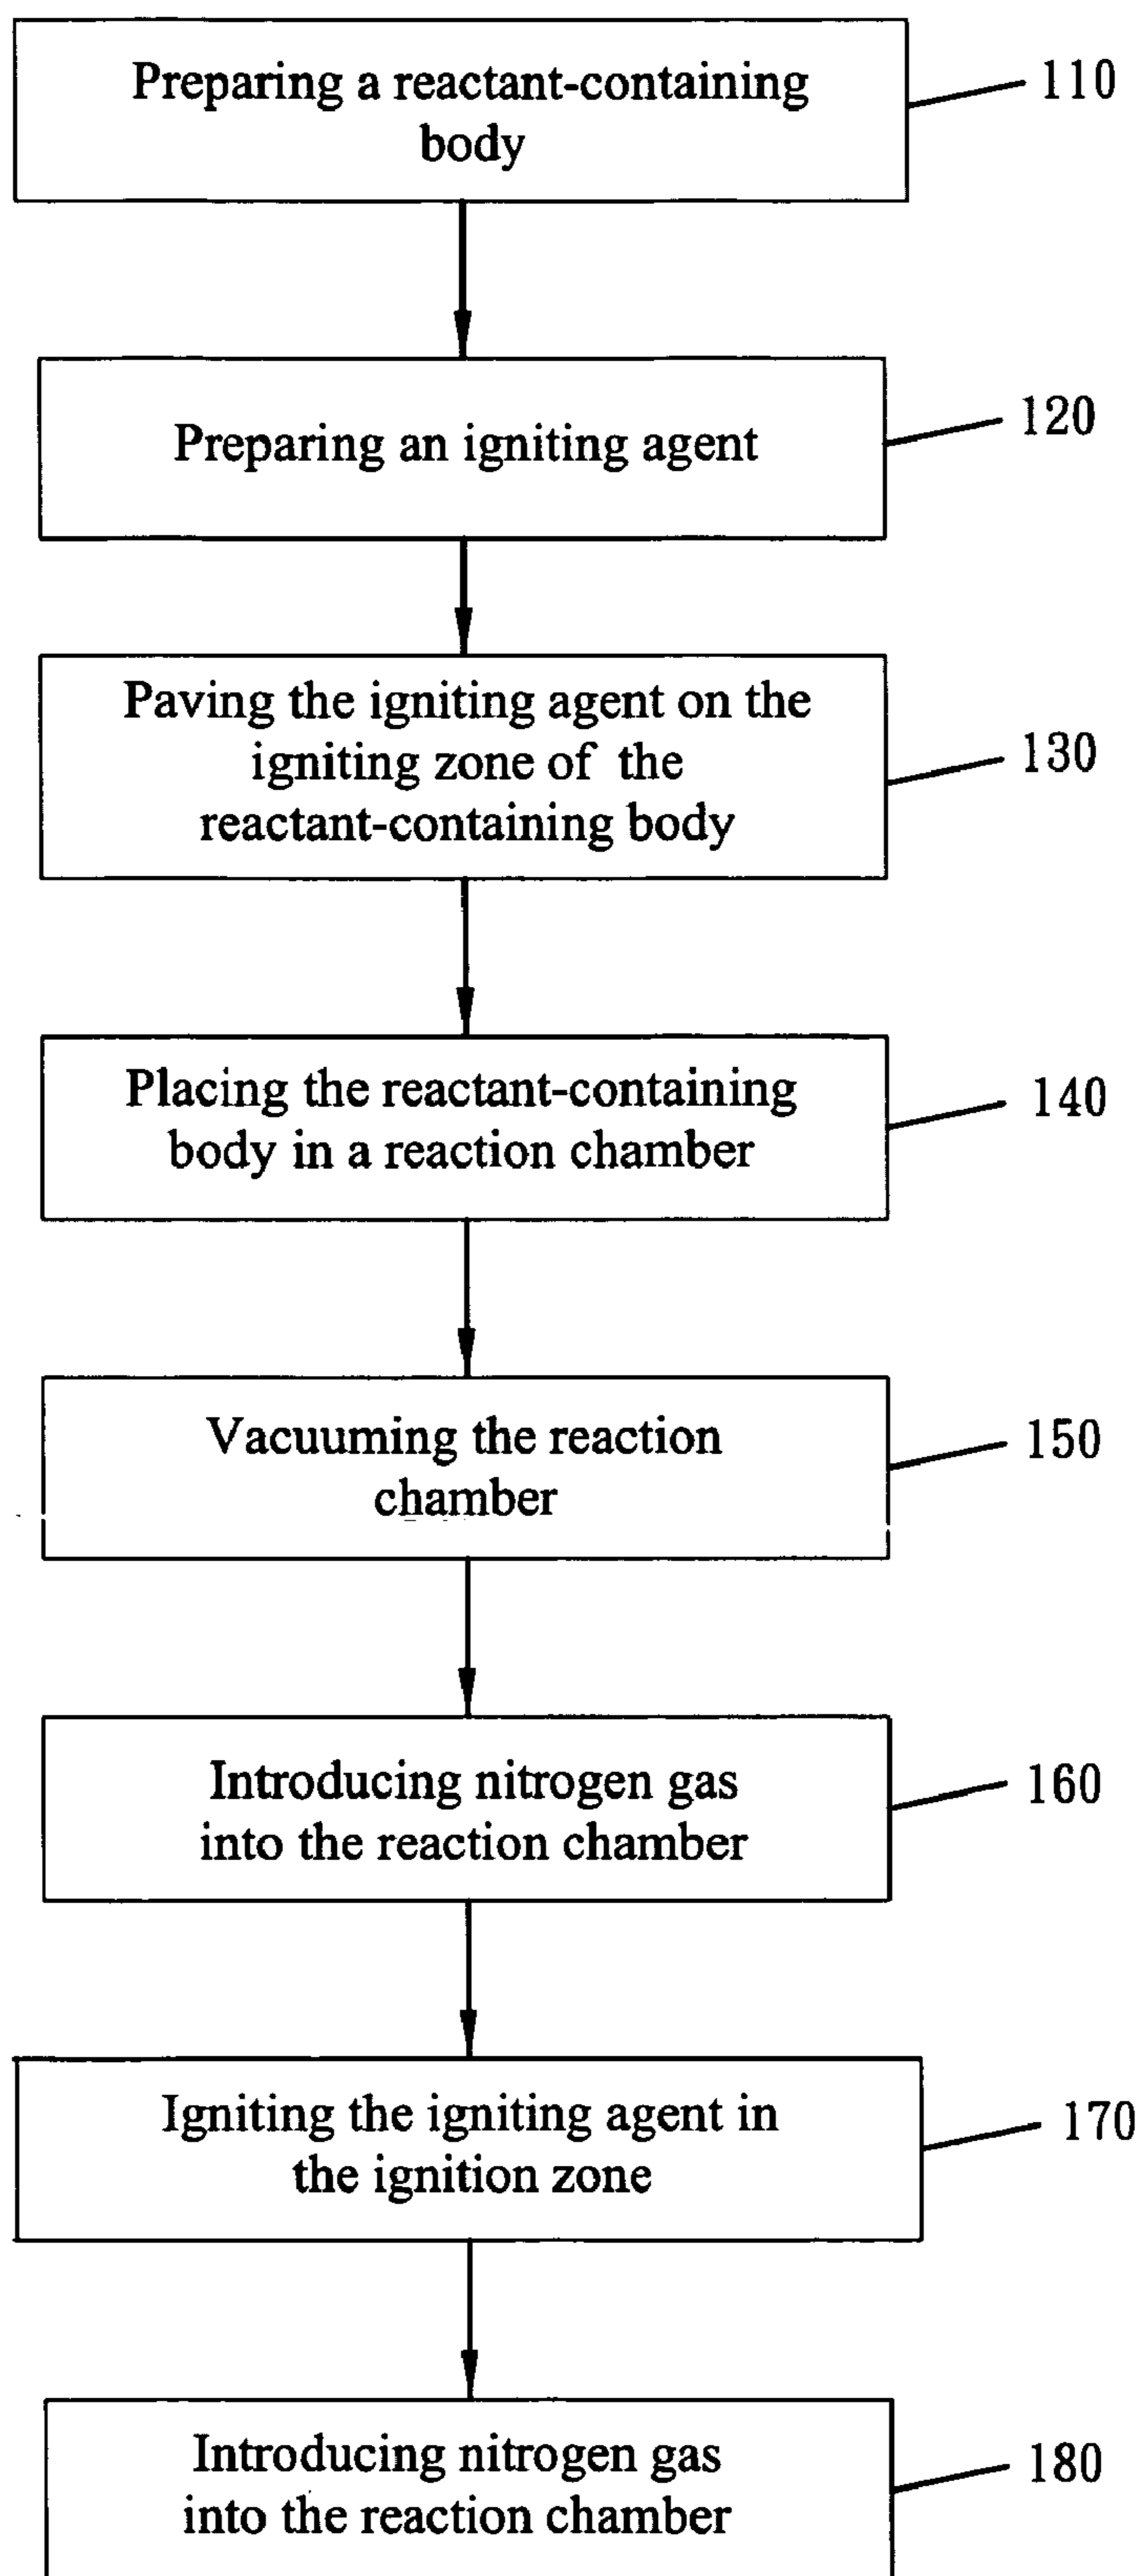 Preparing a reactant-containing
body
110
Preparing an igniting agent
120
Paving the igniting agent on the
igniting zone of the
reactant-containing body
130
Placing the reactant-containing
body in a reaction chamber
140
Vacuuming the reaction
chamber
150
Introducing nitrogen gas
into the reaction chamber
160
Igniting the igniting agent in
the ignition zone
170
Introducing nitrogen gas
into the reaction chamber
180